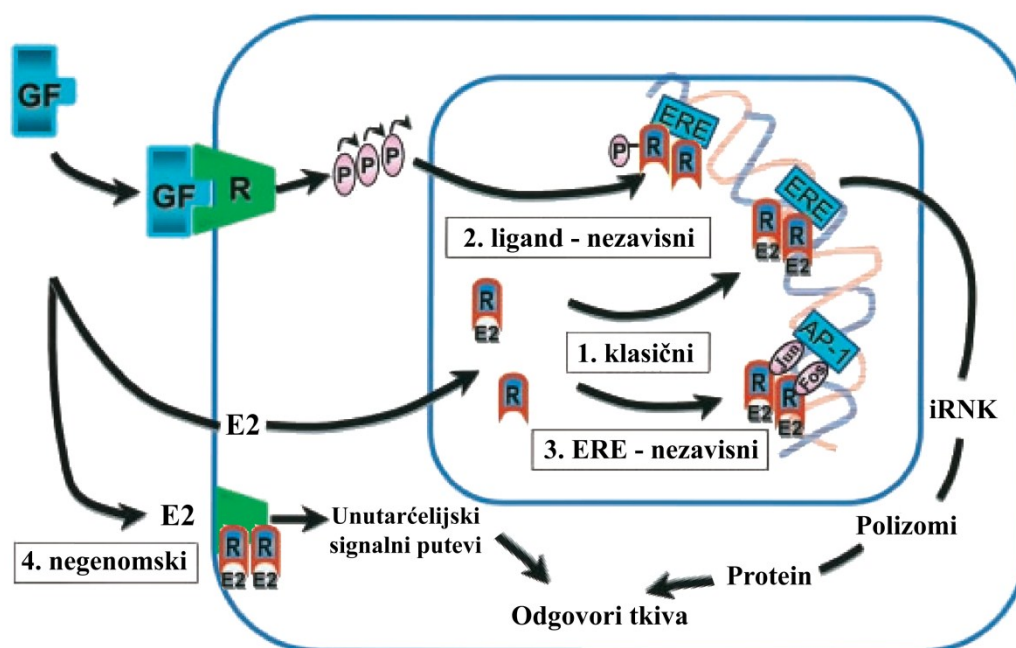 GF
GF
R
P
P
P
P
R
R
ERE
ERE
2. ligand - nezavisni
R
R
E2
E2
R
E2
1. klasični
AP-1
Jun
Fos
R
R
E2
E2
R
3. ERE - nezavisni
E2
iRNK
E2
R
R
E2
E2
4. negenomski
Unutarćelijski
signalni putevi
Polizomi
Protein
Odgovori tkiva